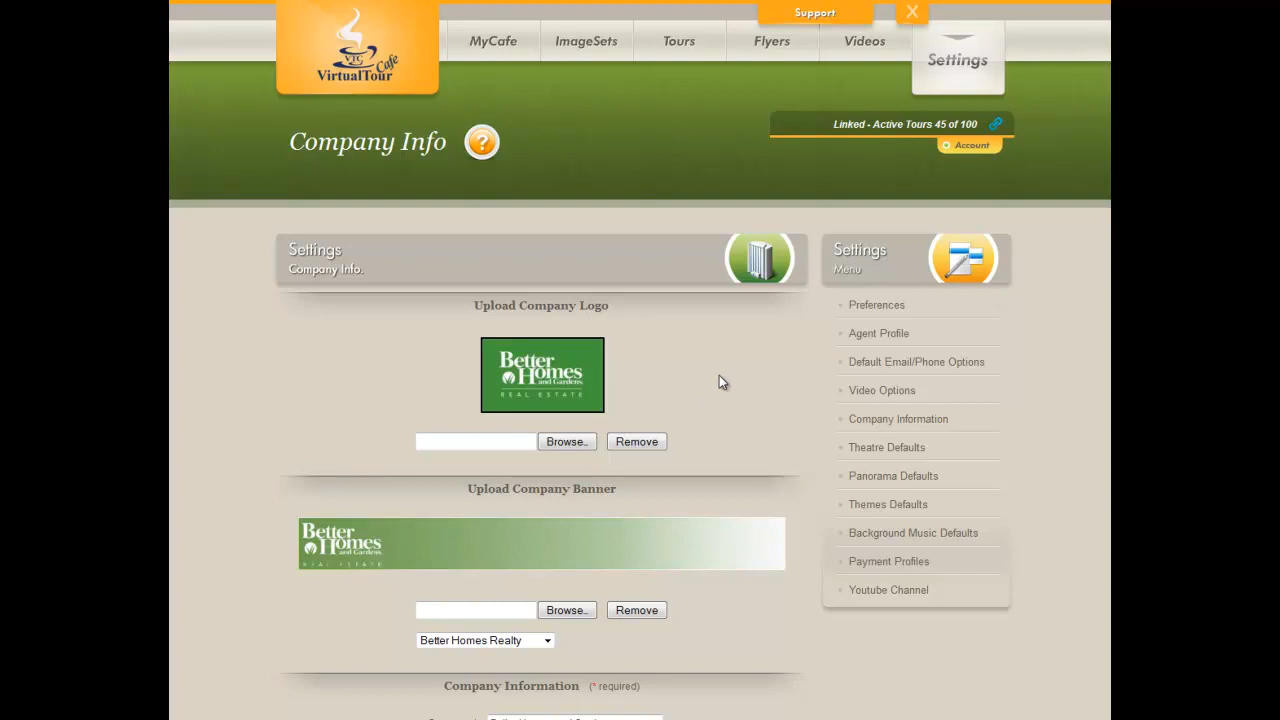 Support
X
MyCafe
ImageSets
Tours
Flyers
Videos
Settings
VTC
VirtualTour Cafe
Company Info ?
Linked - Active Tours 45 of 100
Account
Settings
Company Info.
Settings
Menu
Upload Company Logo
Better
Homes
and Gardens
REAL ESTATE
Browse..
Remove
Upload Company Banner
Better
Homes
and Gardens
REAL ESTATE
Browse..
Remove
Better Homes Realty
Company Information (* required)
Preferences
Agent Profile
Default Email/Phone Options
Video Options
Company Information
Theatre Defaults
Panorama Defaults
Themes Defaults
Background Music Defaults
Payment Profiles
Youtube Channel